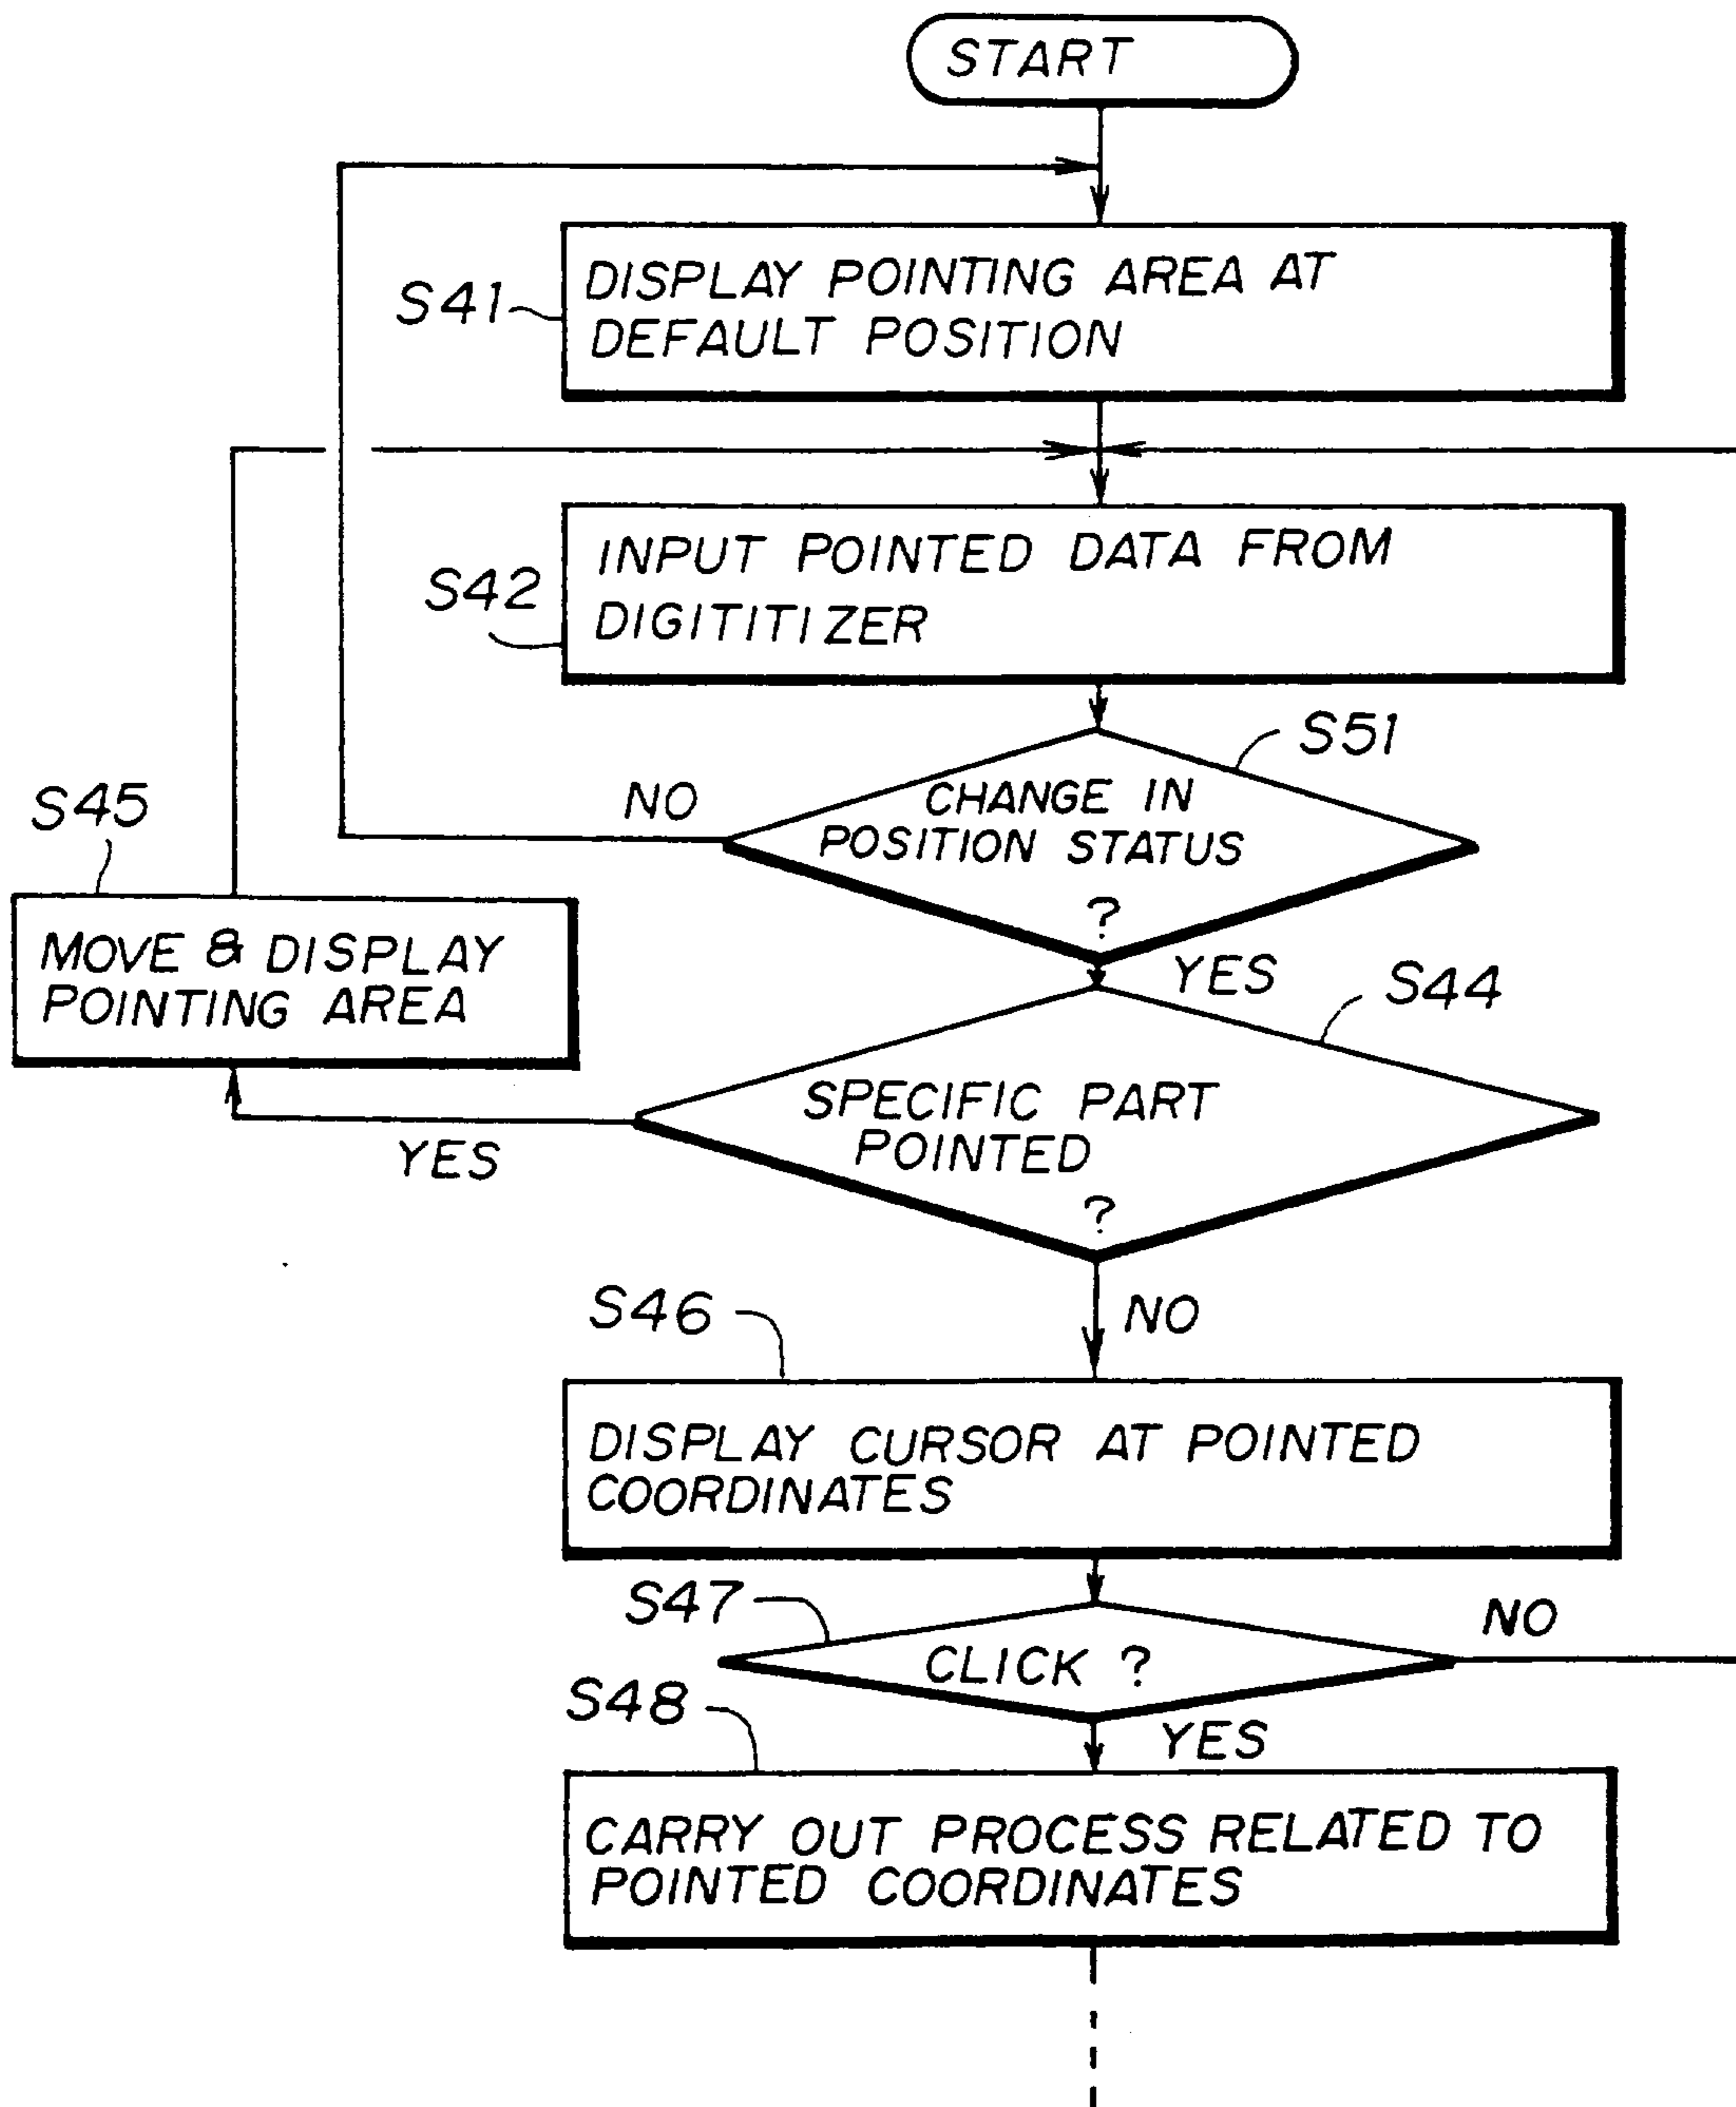 START
S41
DISPLAY POINTING AREA AT
DEFAULT POSITION
S42
INPUT POINTED DATA FROM
DIGITITIZER
S51
CHANGE IN
POSITION STATUS
?
NO
YES
S45
MOVE & DISPLAY
POINTING AREA
S44
SPECIFIC PART
POINTED
?
YES
NO
S46
DISPLAY CURSOR AT POINTED
COORDINATES
S47
CLICK ?
NO
YES
S48
CARRY OUT PROCESS RELATED TO
POINTED COORDINATES